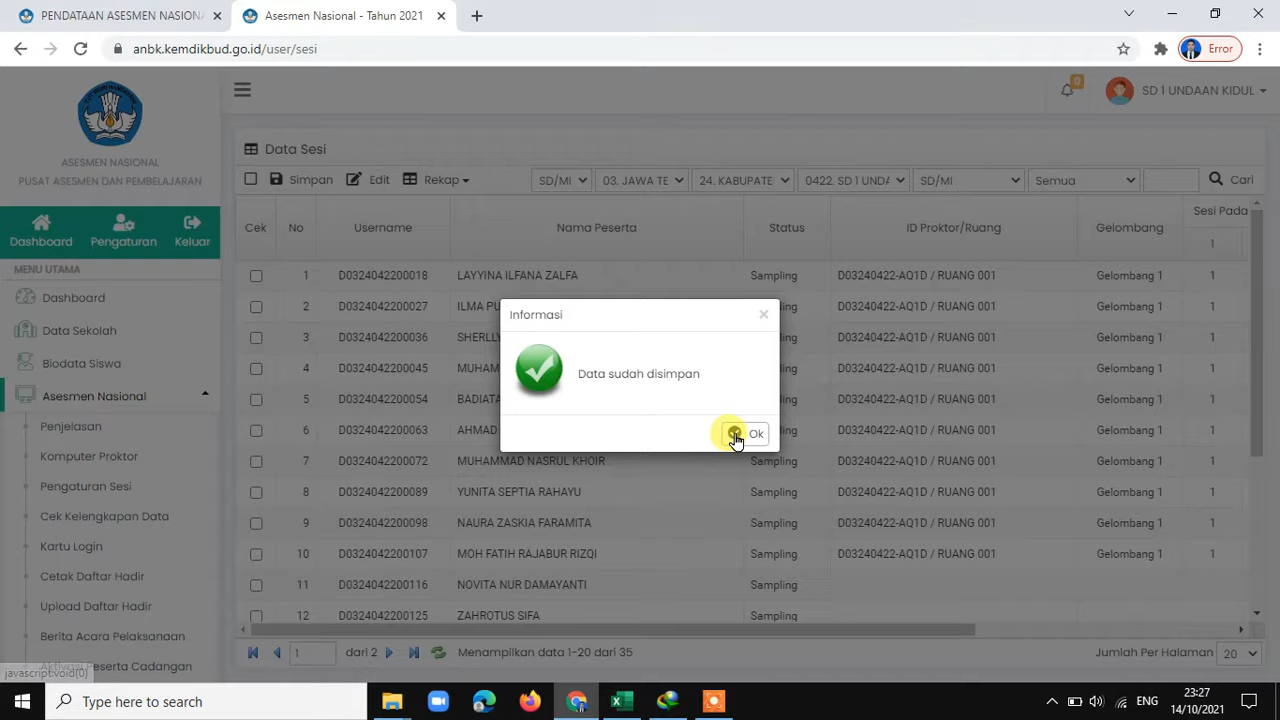 PENDATAAN ASESMEN NASIONA
Asesmen Nasional - Tahun 2021
anbk.kemdikbud.go.id/user/sesi
Error
ASESMEN NASIONAL
PUSAT ASESMEN DAN PEMBELAJARAN
0
SD 1 UNDAAN KIDUL
Dashboard
Pengaturan
Keluar
MENU UTAMA
Dashboard
Data Sekolah
Biodata Siswa
Asesmen Nasional
Penjelasan
Komputer Proktor
Pengaturan Sesi
Cek Kelengkapan Data
Kartu Login
Cetak Daftar Hadir
Upload Daftar Hadir
Berita Acara Pelaksanaan
Aktivasi Peserta Cadangan
javascript:void(0)
Data Sesi
Simpan Edit Rekap SD/MI 03. JAWA TE 24. KABUPATE 0422. SD 1 UNDA SD/MI Semua Cari
Cek No Username Nama Peserta Status ID Proktor/Ruang Gelombang Sesi Pada
1
1 D0324042200018 LAYYINA ILFANA ZALFA Sampling D03240422-AQ1D / RUANG 001 Gelombang 1 1
2 D0324042200027 ILMA PU Sampling D03240422-AQ1D / RUANG 001 Gelombang 1 1
3 D0324042200036 SHERLLY D03240422-AQ1D / RUANG 001 Gelombang 1 1
4 D0324042200045 MUHAM D03240422-AQ1D / RUANG 001 Gelombang 1 1
5 D0324042200054 BADIATA D03240422-AQ1D / RUANG 001 Gelombang 1 1
6 D0324042200063 AHMAD D03240422-AQ1D / RUANG 001 Gelombang 1 1
7 D0324042200072 MUHAMMAD NASRUL KHOIR Sampling D03240422-AQ1D / RUANG 001 Gelombang 1 1
8 D0324042200089 YUNITA SEPTIA RAHAYU Sampling D03240422-AQ1D / RUANG 001 Gelombang 1 1
9 D0324042200098 NAURA ZASKIA FARAMITA Sampling D03240422-AQ1D / RUANG 001 Gelombang 1 1
10 D0324042200107 MOH FATIH RAJABUR RIZQI Sampling D03240422-AQ1D / RUANG 001 Gelombang 1 1
11 D0324042200116 NOVITA NUR DAMAYANTI Sampling
12 D0324042200125 ZAHROTUS SIFA Sampling
Informasi
Data sudah disimpan
Ok
1 dari 2 Menampilkan data 1-20 dari 35 Jumlah Per Halaman 20
Type here to search
ENG
23:27
14/10/2021